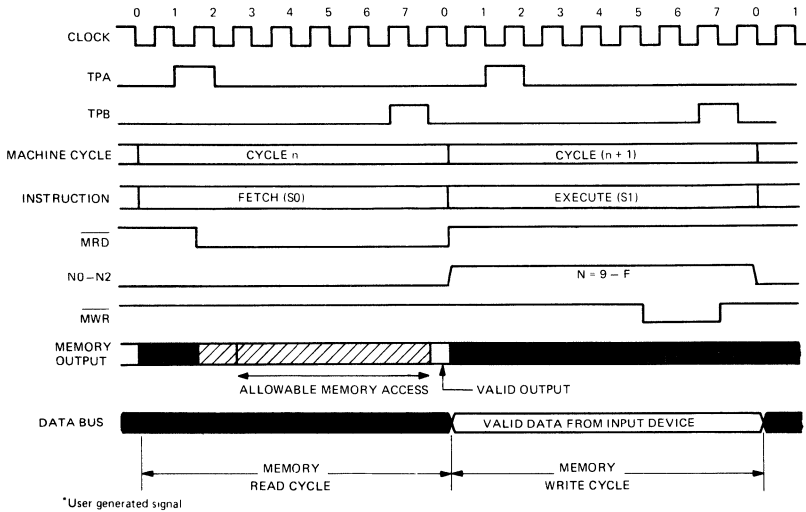 0 1 2 3 4 5 6 7 0 1 2 3 4 5 6 7 0 1
CLOCK
TPA
TPB
MACHINE CYCLE CYCLE n CYCLE (n + 1)
INSTRUCTION FETCH (S0) EXECUTE (S1)
MRD
N0–N2 N = 9 – F
MWR
MEMORY
OUTPUT
ALLOWABLE MEMORY ACCESS VALID OUTPUT
DATA BUS VALID DATA FROM INPUT DEVICE
MEMORY MEMORY
READ CYCLE WRITE CYCLE
*User generated signal